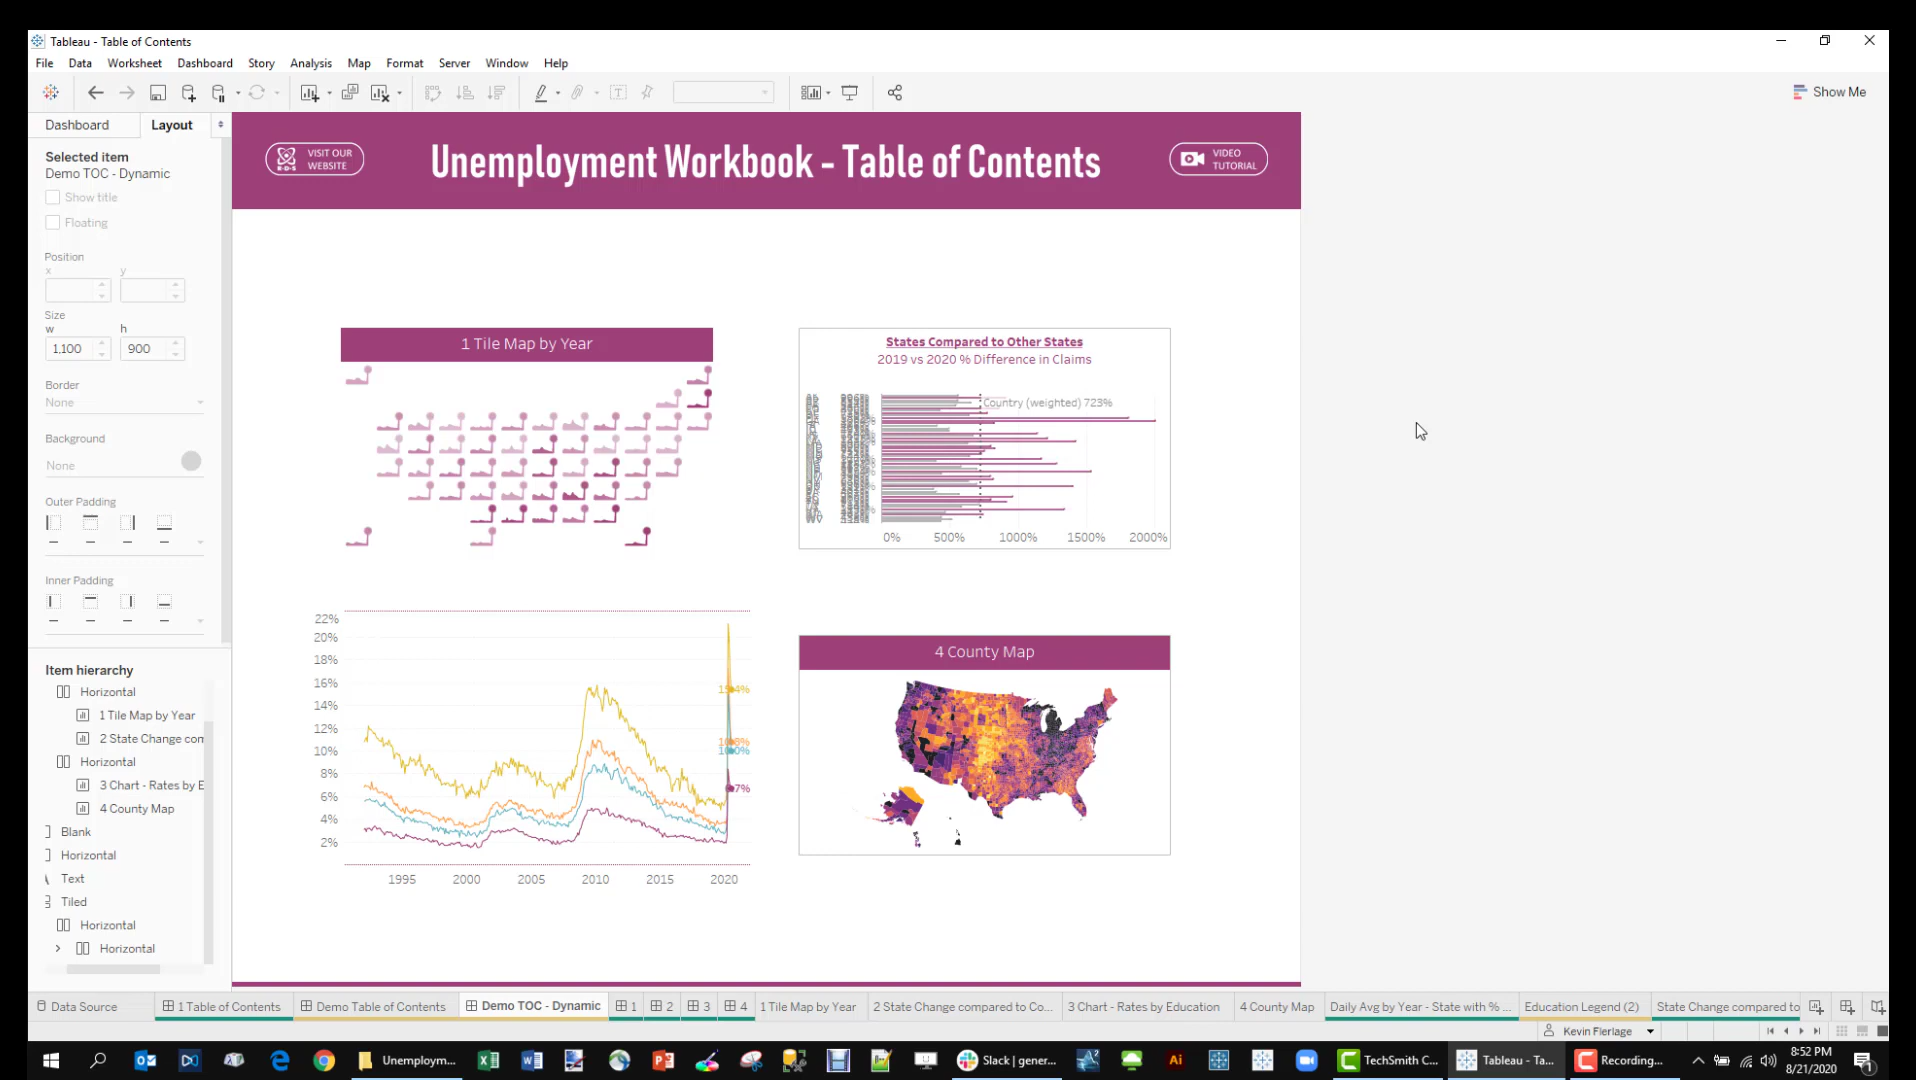 Tableau - Table of Contents
File Data Worksheet Dashboard Story Analysis Map Format Server Window Help
Show Me
Dashboard Layout
Selected item
Demo TOC - Dynamic
Show title
Floating
Position
x y
Size
w h
1,100 900
Border
None
Background
None
Outer Padding
Inner Padding
Item hierarchy
Horizontal
1 Tile Map by Year
2 State Change com
Horizontal
3 Chart - Rates by E
4 County Map
Blank
Horizontal
Text
Tiled
Horizontal
Horizontal
VISIT OUR
WEBSITE
R·D·S
Unemployment Workbook - Table of Contents
VIDEO
TUTORIAL
1 Tile Map by Year
States Compared to Other States
2019 vs 2020 % Difference in Claims
Country (weighted) 723%
0% 500% 1000% 1500% 2000%
22%
20%
18%
16%
14%
12%
10%
8%
6%
4%
2%
1995 2000 2005 2010 2015 2020
4 County Map
Data Source 1 Table of Contents Demo Table of Contents Demo TOC - Dynamic 1 2 3 4 1 Tile Map by Year 2 State Change compared to Co... 3 Chart - Rates by Education 4 County Map Daily Avg by Year - State with % ... Education Legend (2) State Change compared to
Kevin Flerlage
Unemploym... Slack | gener... TechSmith C... Tableau - Ta... Recording...
8:52 PM
8/21/2020